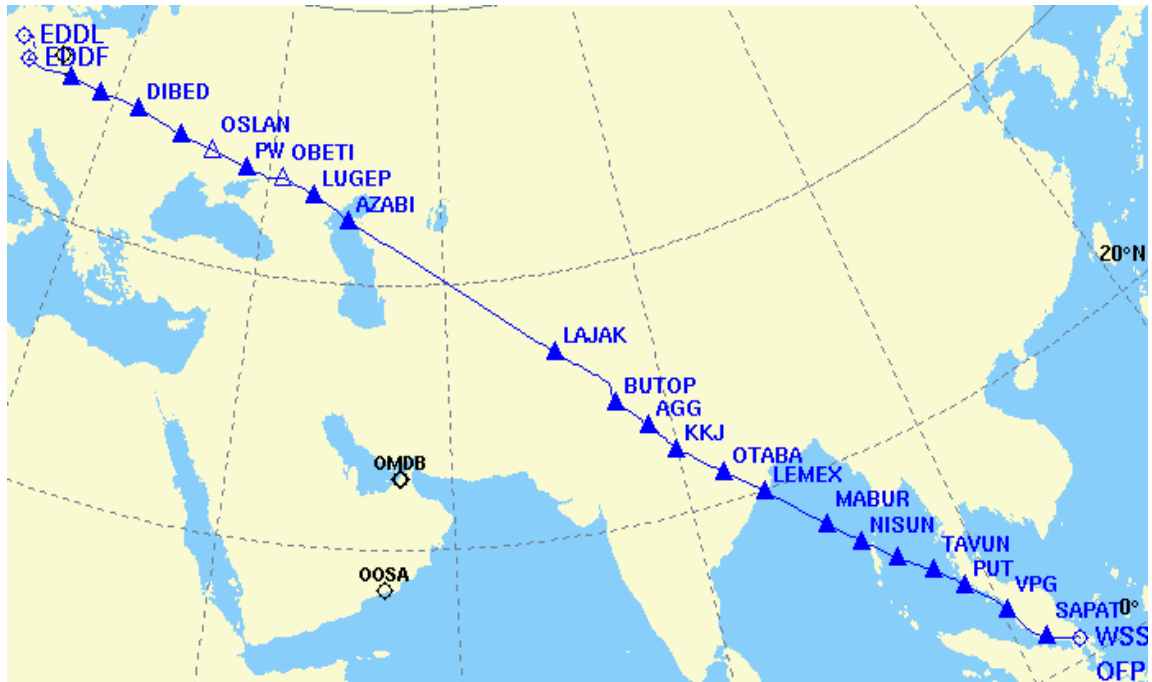 EDDL
EDDF
DIBED
OSLAN
PW
OBETI
LUGEP
AZABI
20°N
LAJAK
BUTOP
AGG
KKJ
OTABA
OMDB
LEMEX
MABUR
NISUN
TAVUN
PUT
OOSA
VPG
SAPAT
0°
WSS
OFP